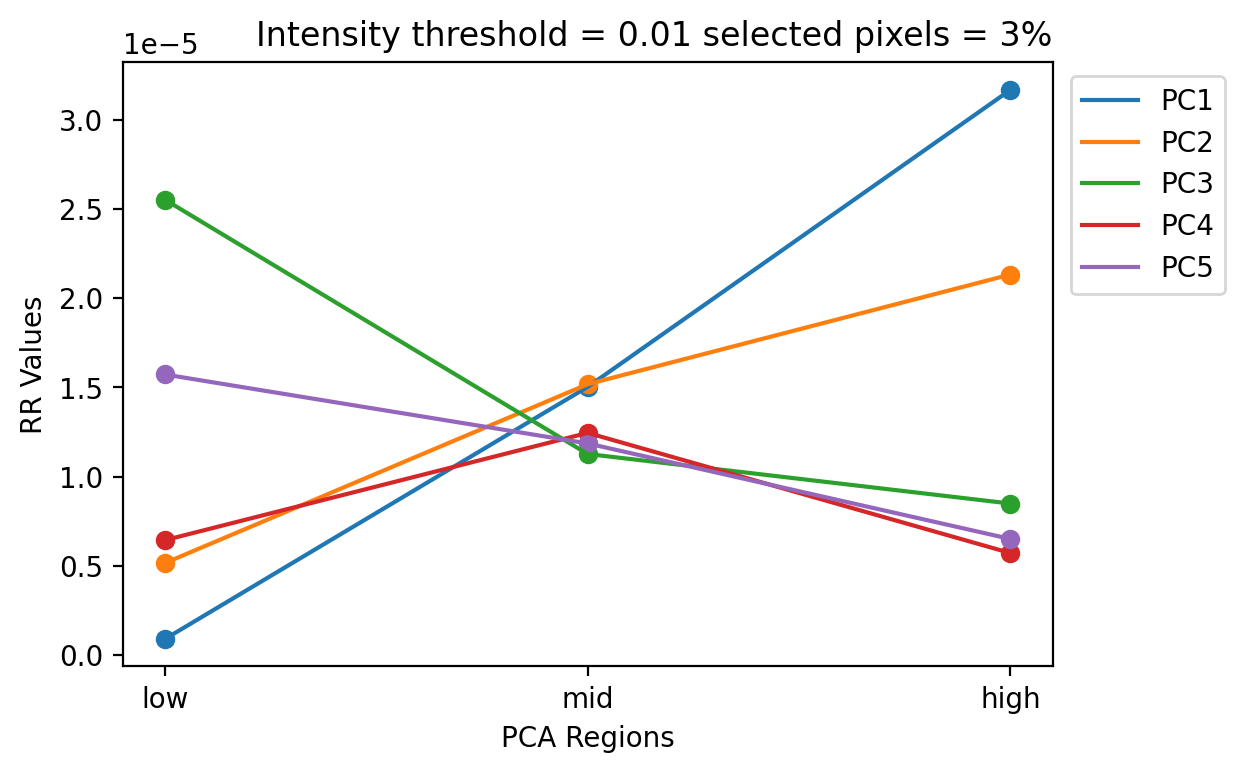 Intensity threshold = 0.01 selected pixels = 3%
1e−5
3.0
2.5
2.0
1.5
1.0
0.5
0.0
RR Values
low
mid
high
PCA Regions
PC1
PC2
PC3
PC4
PC5